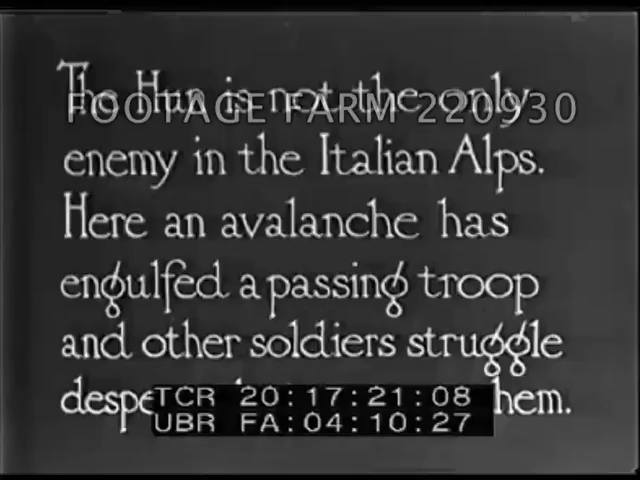 The Hun is not the only
FOOTAGE FARM 220930
enemy in the Italian Alps.
Here an avalanche has
engulfed a passing troop
and other soldiers struggle
hem.
TCR 20:17:21:08
UBR FA:04:10:27